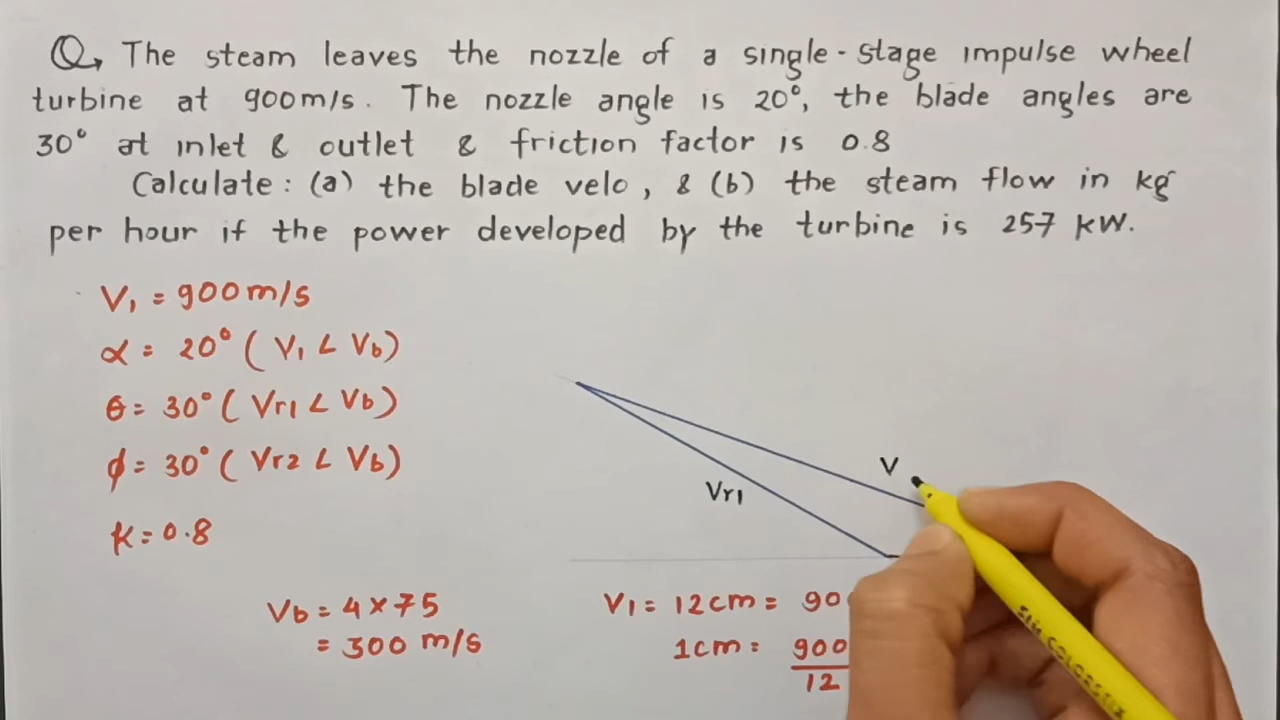 Q, The steam leaves the nozzle of a single-stage impulse wheel
turbine at 900m/s. The nozzle angle is 20°, the blade angles are
30° at inlet & outlet & friction factor is 0.8
Calculate: (a) the blade velo, & (b) the steam flow in kg
per hour if the power developed by the turbine is 257 kW.
V₁ = 900m/s
α = 20° (V₁ ∠ Vb)
θ = 30° (Vr1 ∠ Vb)
ϕ = 30° (Vr2 ∠ Vb)
K = 0.8
V
Vr1
Vb = 4×75
= 300 m/s
V₁ = 12cm = 90
1cm = 900
12